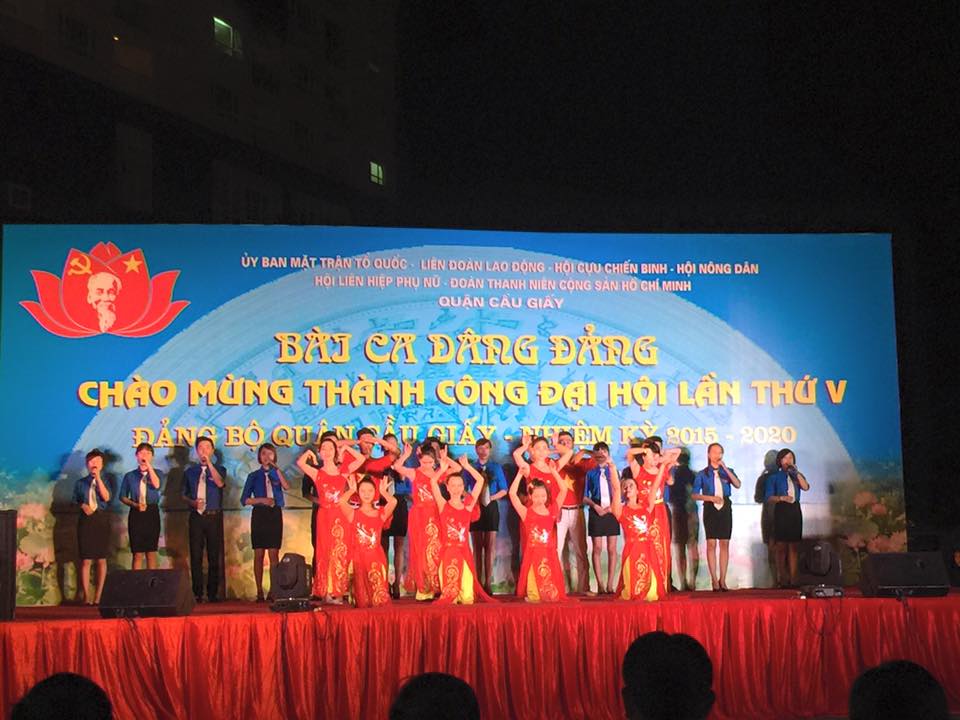 ỦY BAN MẶT TRẬN TỔ QUỐC - LIÊN ĐOÀN LAO ĐỘNG - HỘI CỰU CHIẾN BINH - HỘI NÔNG DÂN
HỘI LIÊN HIỆP PHỤ NỮ - ĐOÀN THANH NIÊN CỘNG SẢN HỒ CHÍ MINH
QUẬN CẦU GIẤY
BÀI CA DÂNG ĐẢNG
CHÀO MỪNG THÀNH CÔNG ĐẠI HỘI LẦN THỨ V
ĐẢNG BỘ QUẬN CẦU GIẤY - NHIỆM KỲ 2015 - 2020